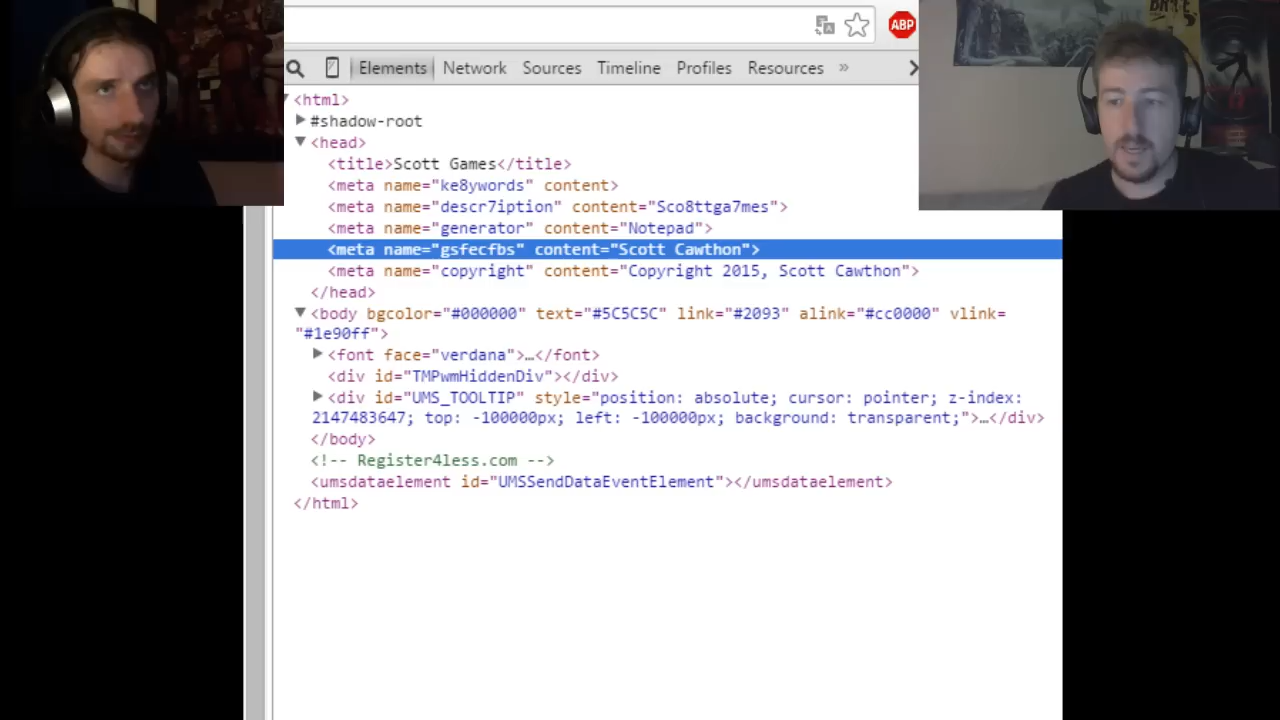 ABP
Elements Network Sources Timeline Profiles Resources »
<html>
#shadow-root
<head>
<title>Scott Games</title>
<meta name="ke8ywords" content>
<meta name="descr7iption" content="Sco8ttga7mes">
<meta name="generator" content="Notepad">
<meta name="gsfecfbs" content="Scott Cawthon">
<meta name="copyright" content="Copyright 2015, Scott Cawthon">
</head>
<body bgcolor="#000000" text="#5C5C5C" link="#2093" alink="#cc0000" vlink=
"#1e90ff">
<font face="verdana">…</font>
<div id="TMPwmHiddenDiv"></div>
<div id="UMS_TOOLTIP" style="position: absolute; cursor: pointer; z-index:
2147483647; top: -100000px; left: -100000px; background: transparent;">…</div>
</body>
<!-- Register4less.com -->
<umsdataelement id="UMSSendDataEventElement"></umsdataelement>
</html>